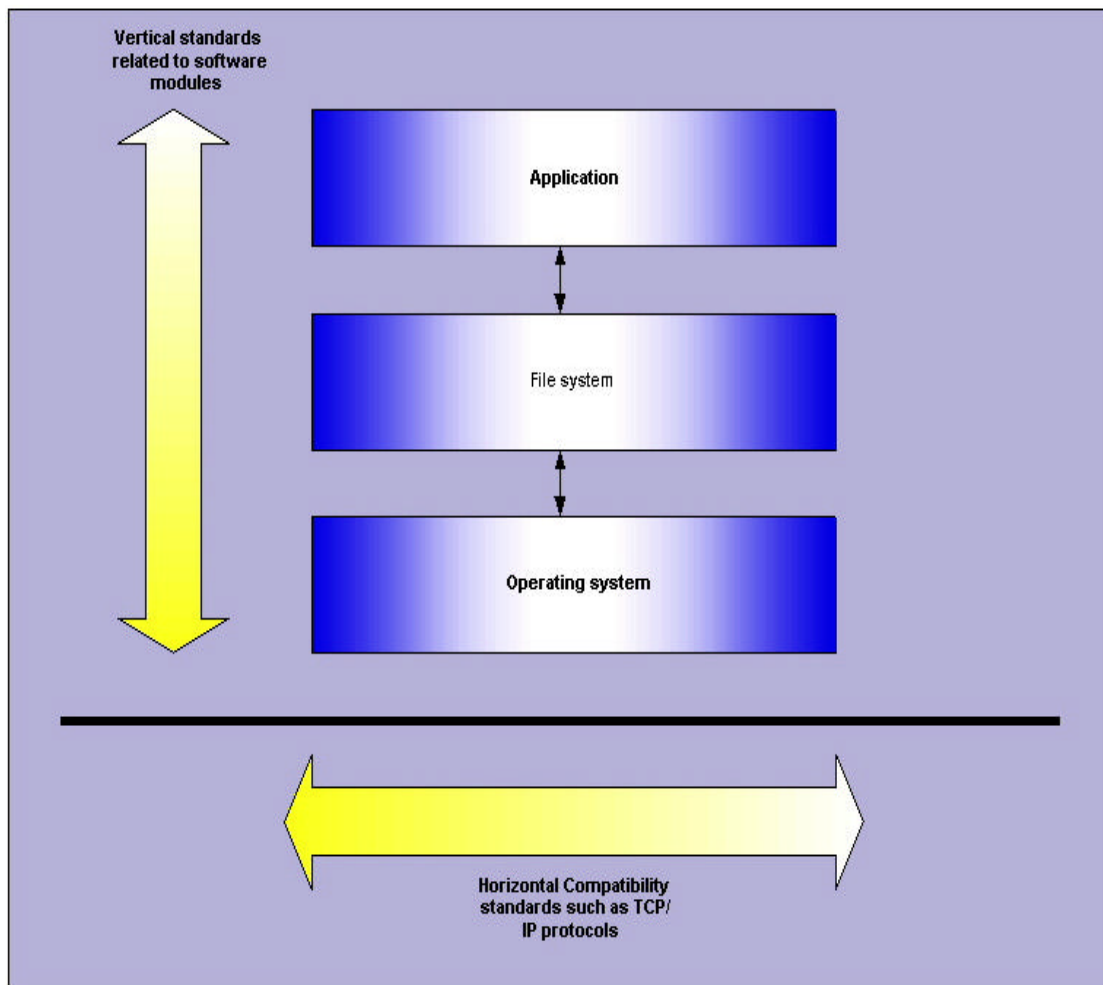 Vertical standards
related to software
modules
Application
File system
Operating system
Horizontal Compatibility
standards such as TCP/
IP protocols